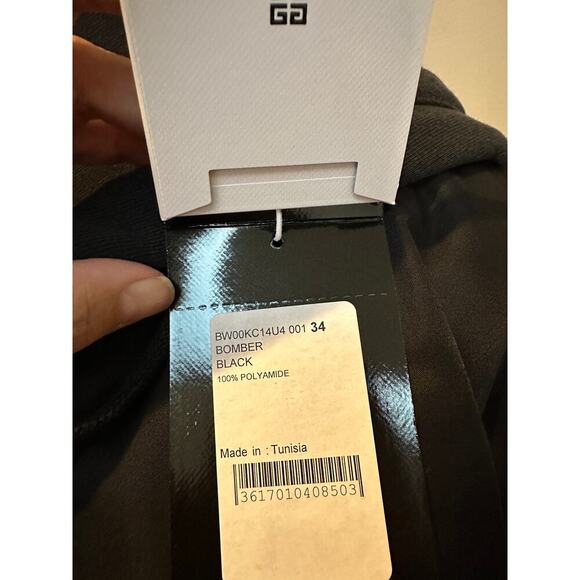 BW00KC14U4 001 34
BOMBER
BLACK
100% POLYAMIDE
Made in : Tunisia
3617010408503